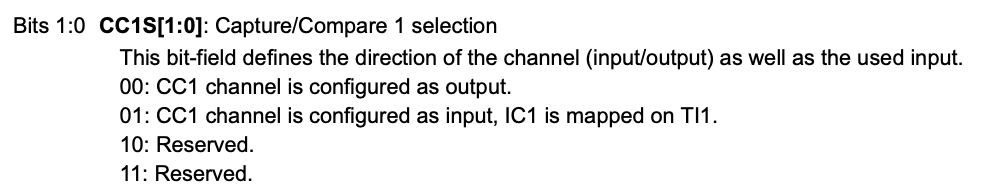 Bits 1:0 CC1S[1:0]: Capture/Compare 1 selection
This bit-field defines the direction of the channel (input/output) as well as the used input.
00: CC1 channel is configured as output.
01: CC1 channel is configured as input, IC1 is mapped on TI1.
10: Reserved.
11: Reserved.